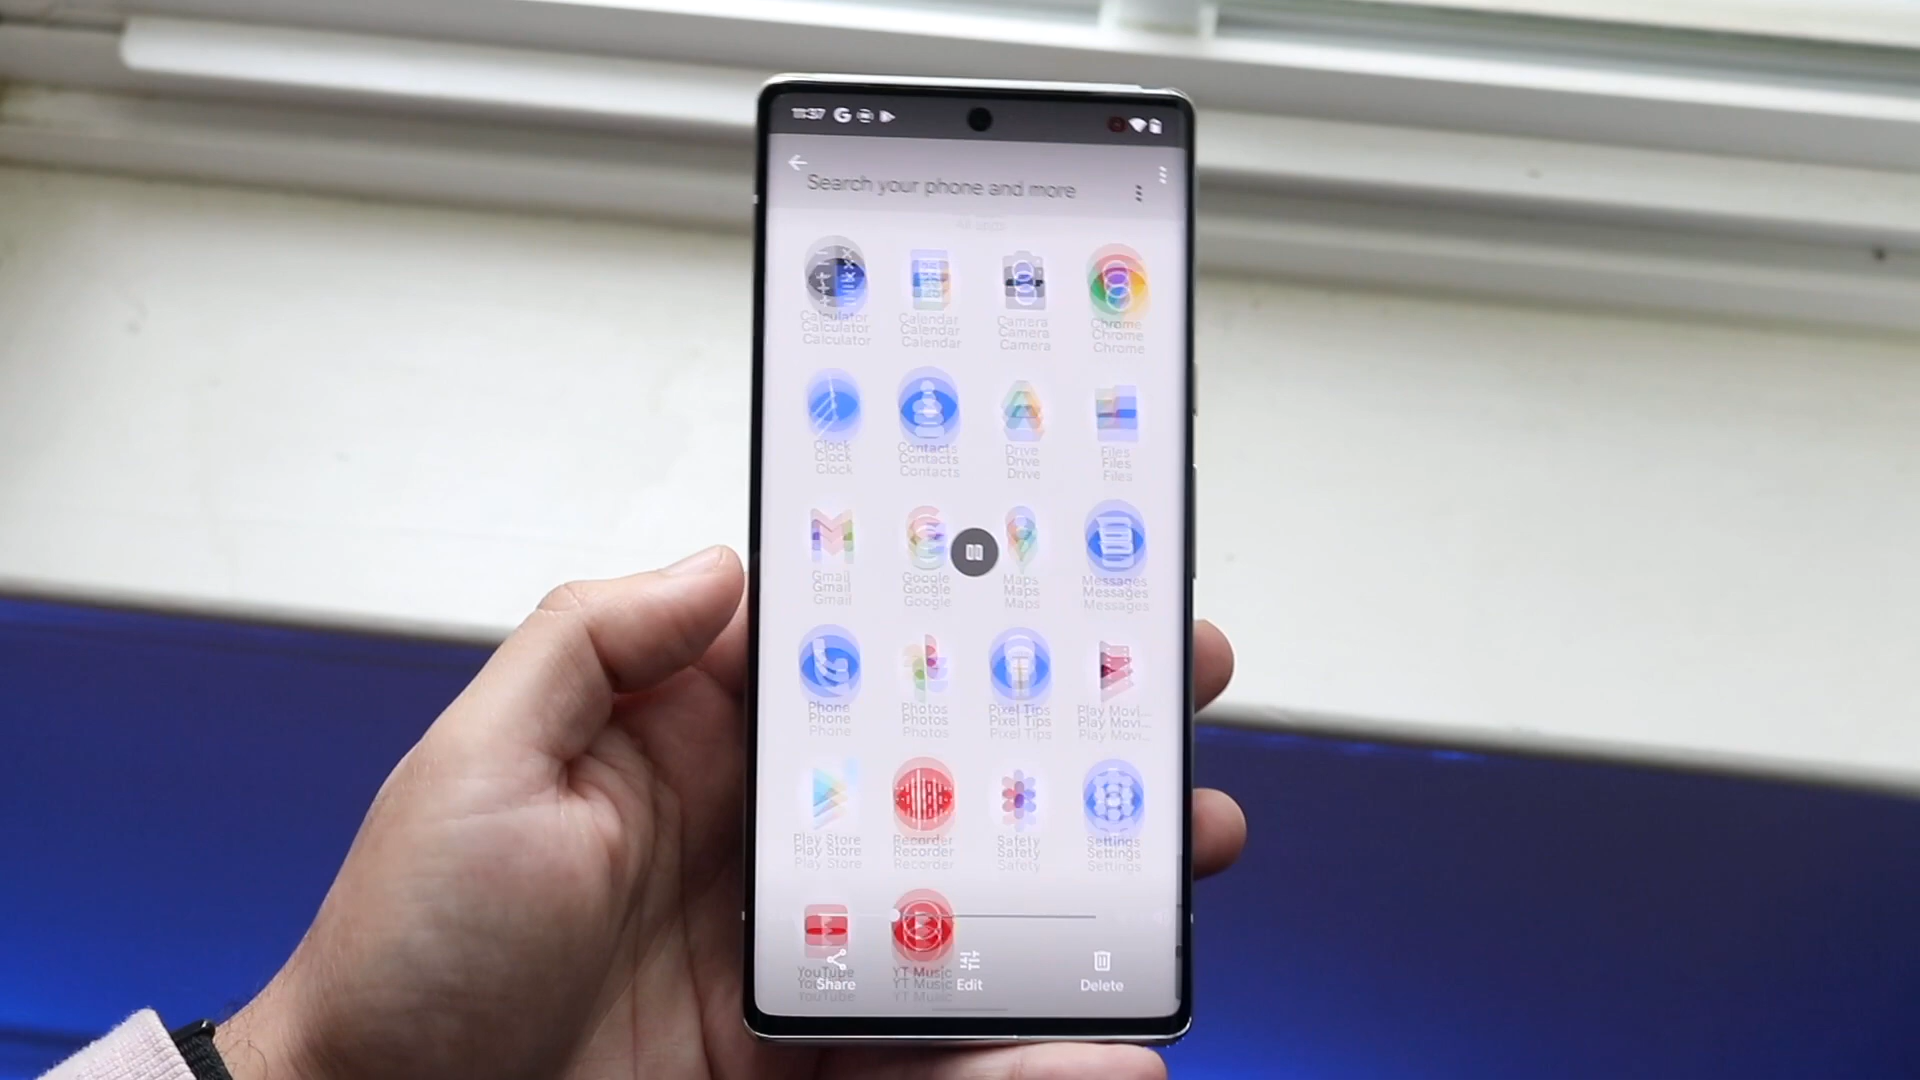 11:37
Search your phone and more
Calculator Calendar Camera Chrome
Calculator Calendar Camera Chrome
Calculator Calendar Camera Chrome
Clock Contacts Drive Files
Clock Contacts Drive Files
Clock Contacts Drive Files
Gmail Google Maps Messages
Gmail Google Maps Messages
Gmail Google Maps Messages
Phone Photos Pixel Tips Play Movi...
Phone Photos Pixel Tips Play Movi...
Phone Photos Pixel Tips Play Movi...
Play Store Recorder Safety Settings
Play Store Recorder Safety Settings
Play Store Recorder Safety Settings
YouTube YT Music
YT Music
YouTube YT Music
Share Edit Delete